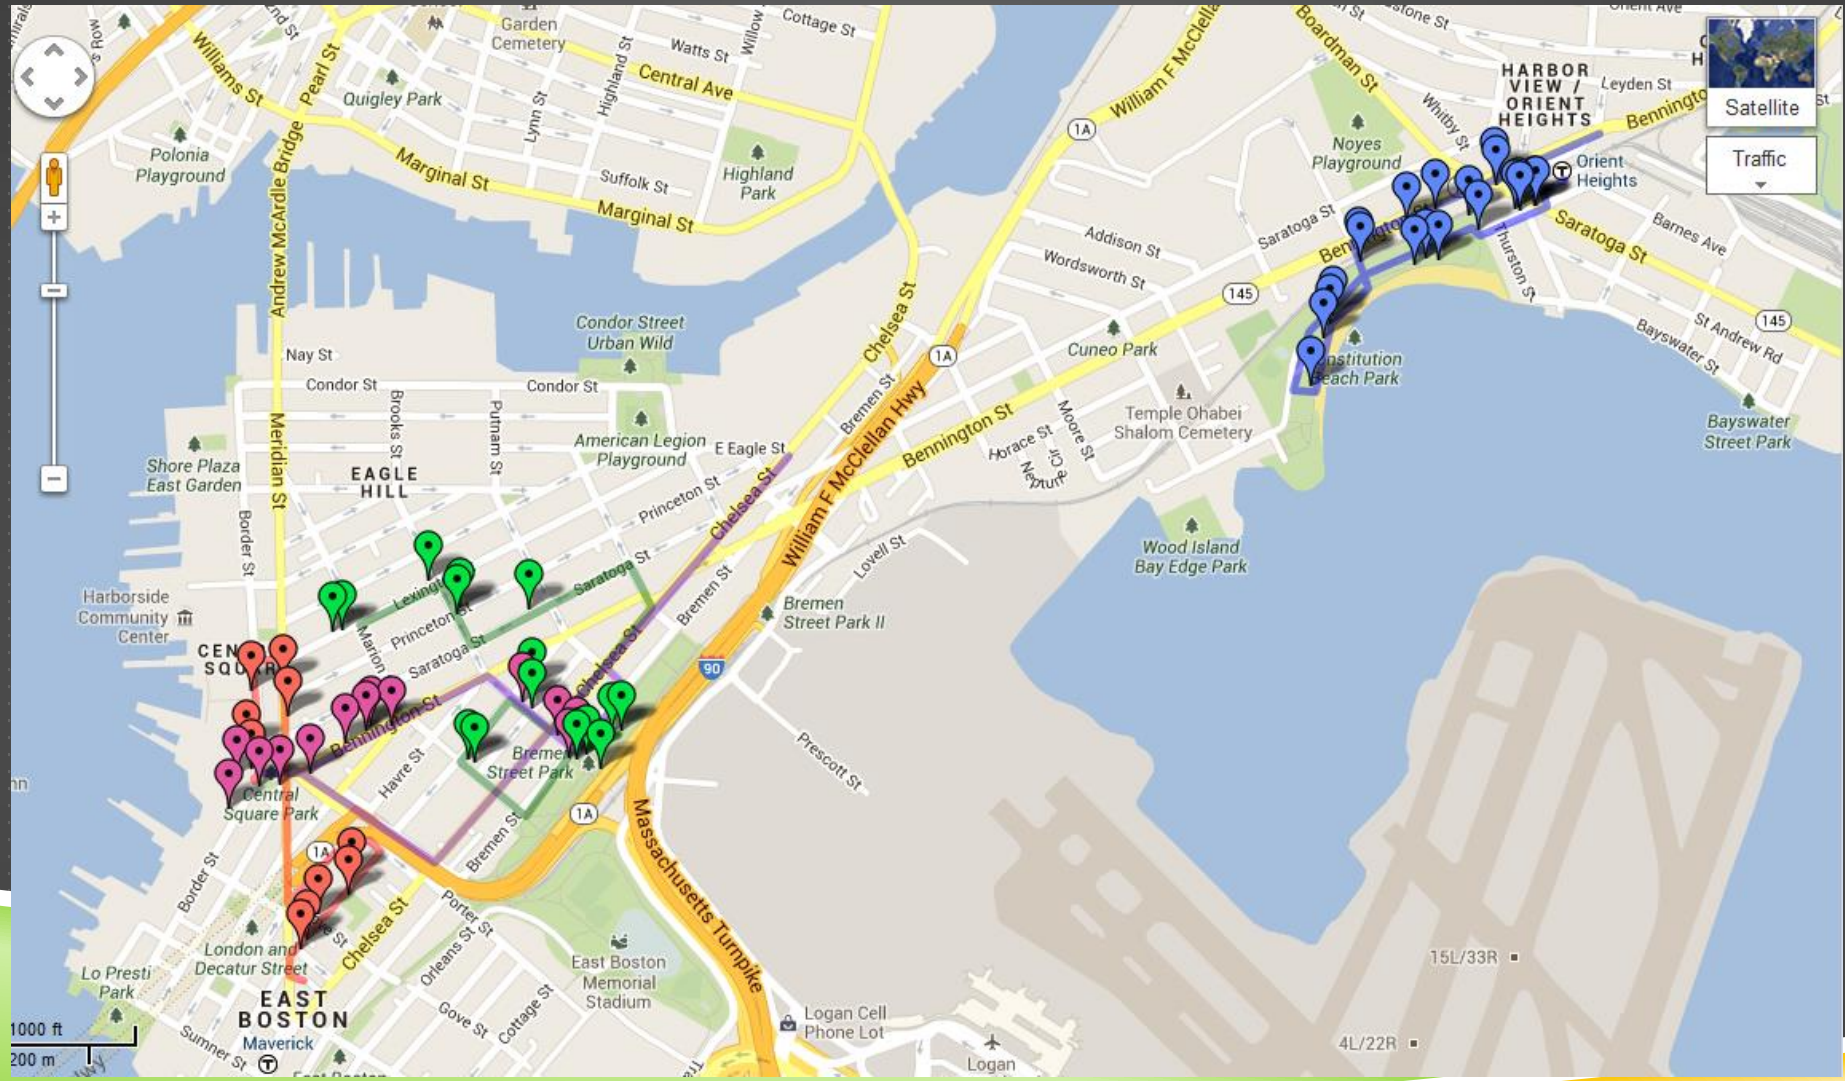 Garden
Cemetery
Cottage St
Watts St
Willow
Williams St
Pearl St
Quigley Park
Highland St
Central Ave
Lynn St
William F McClella
Boardman St
Orient Ave
HARBOR
VIEW /
ORIENT
HEIGHTS
Leyden St
Satellite
Bennington
Whitby St
Traffic
1A
Noyes
Playground
Orient
Heights
Polonia
Playground
Marginal St
Highland
Park
Suffolk St
Marginal St
Andrew McArdle Bridge
Addison St
Saratoga St
Bennington St
Saratoga St
Barnes Ave
Wordsworth St
Thurston St
145
145
St Andrew Rd
Bayswater St
Condor Street
Urban Wild
Chelsea St
Cuneo Park
1A
Nay St
Condor St
Condor St
Beach Park
Bremen St
Brooks St
Putnam St
Meridian St
American Legion
Playground
E Eagle St
Temple Ohabei
Shalom Cemetery
Bayswater
Street Park
Moore St
Horace St
Neptune Cir
Bennington St
William F McClellan Hwy
Shore Plaza
East Garden
EAGLE
HILL
Princeton St
Chelsea St
Border St
Wood Island
Bay Edge Park
Lovell St
Saratoga St
Bremen St
Harborside
Community
Center
Princeton St
Marion
Bremen
Street Park II
Saratoga St
Chelsea St
90
Bennington St
Havre St
Street Park
Prescott St
Central
Square Park
1A
1A
Bremen St
Massachusetts Turnpike
Border St
Porter St
Chelsea St
London and
Decatur Street
Orleans St
East Boston
Memorial
Stadium
15L/33R
Lo Presti
Park
EAST
BOSTON
Gove St
Cottage St
Logan Cell
Phone Lot
1000 ft
200 m
Sumner St
Maverick
4L/22R
Logan